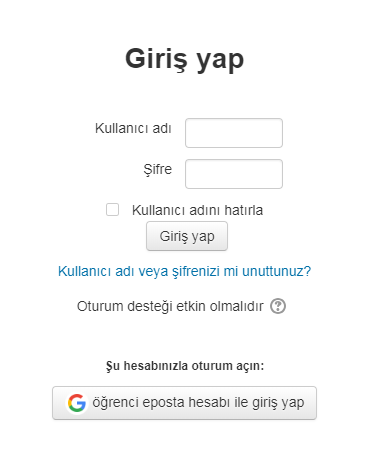 Giriş yap
Kullanıcı adı
Şifre
Kullanıcı adını hatırla
Giriş yap
Kullanıcı adı veya şifrenizi mi unuttunuz?
Oturum desteği etkin olmalıdır ?
Şu hesabınızla oturum açın:
öğrenci eposta hesabı ile giriş yap